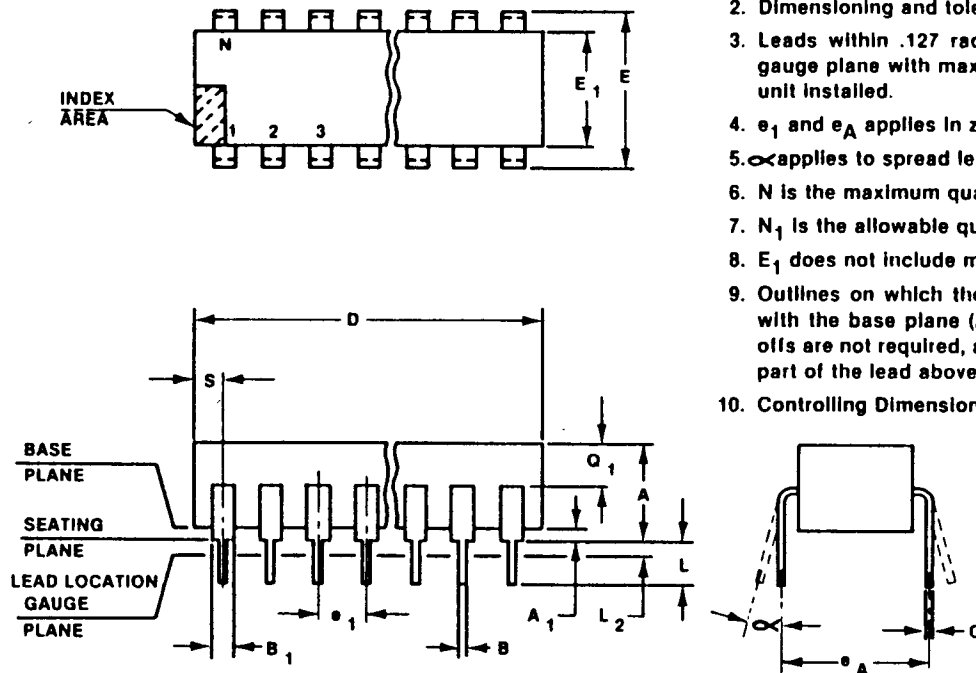 N
INDEX
AREA
1 2 3
E1
E
2. Dimensioning and tole
3. Leads within .127 rad
gauge plane with max
unit installed.
4. e1 and eA applies in z
5. ∝ applies to spread le
6. N is the maximum qua
7. N1 is the allowable qu
8. E1 does not include m
9. Outlines on which the
with the base plane (
offs are not required, a
part of the lead above
10. Controlling Dimension
D
S
BASE
PLANE
SEATING
PLANE
LEAD LOCATION
GAUGE
PLANE
Q1
A
L
A1
L2
e1
B1
B
∝
C
eA